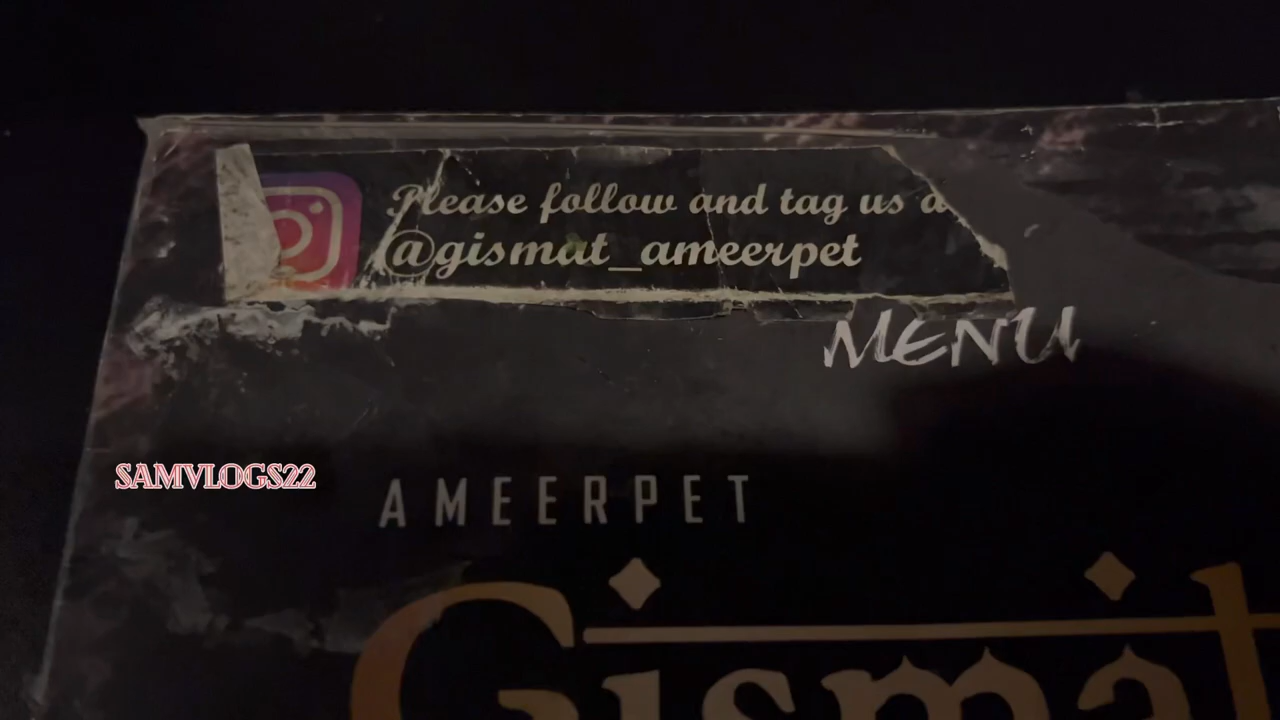 Please follow and tag us a
@gismat_ameerpet
MENU
SAMVLOGS22
AMEERPET
Gismat